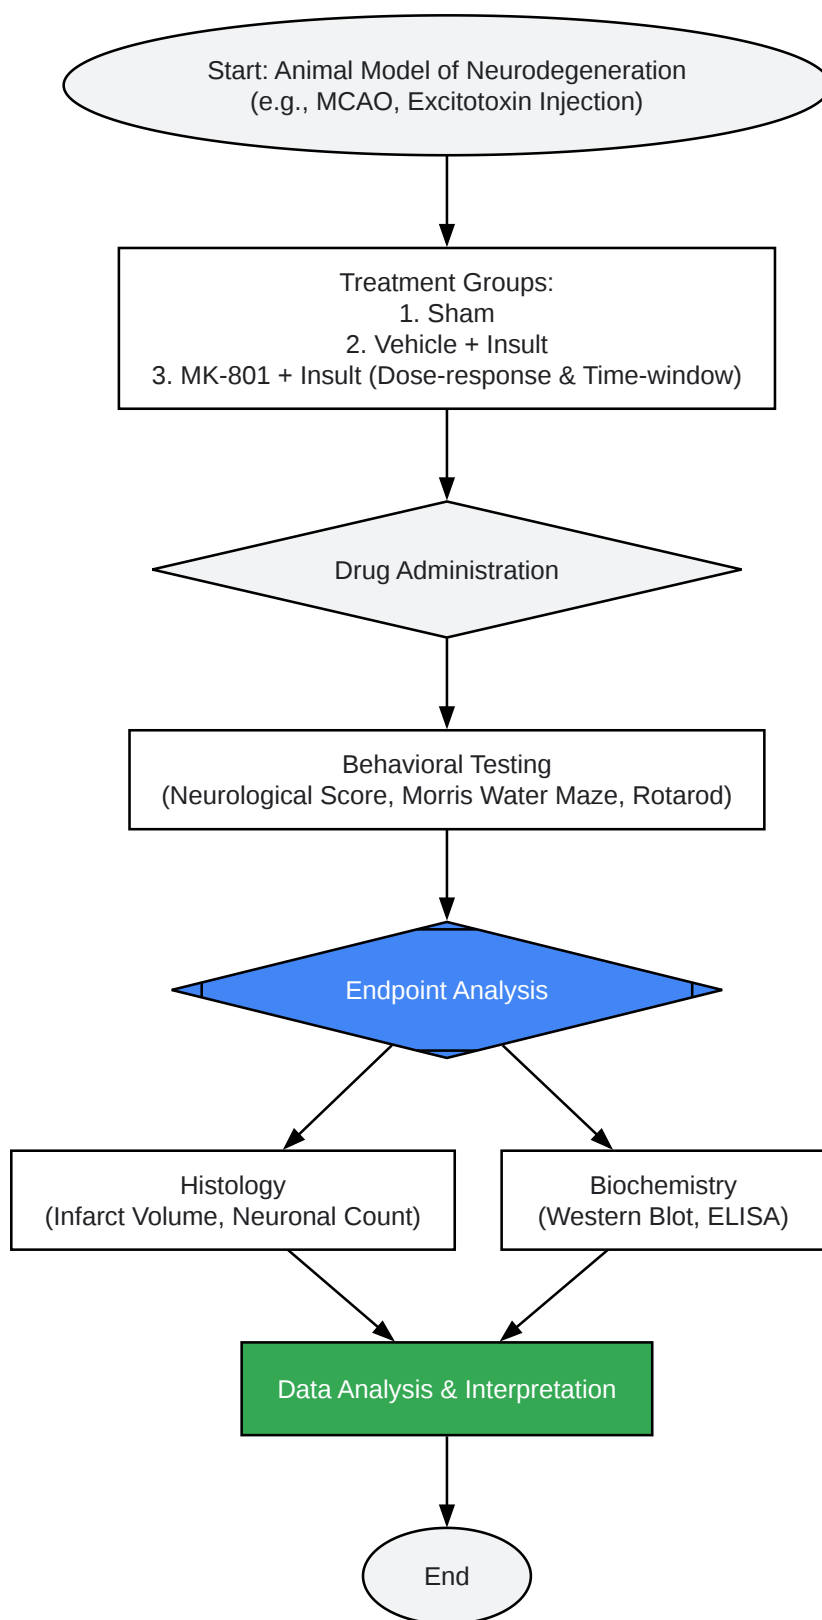 Start: Animal Model of Neurodegeneration
(e.g., MCAO, Excitotoxin Injection)
Treatment Groups:
1. Sham
2. Vehicle + Insult
3. MK-801 + Insult (Dose-response & Time-window)
Drug Administration
Behavioral Testing
(Neurological Score, Morris Water Maze, Rotarod)
Endpoint Analysis
Histology
(Infarct Volume, Neuronal Count)
Biochemistry
(Western Blot, ELISA)
Data Analysis & Interpretation
End